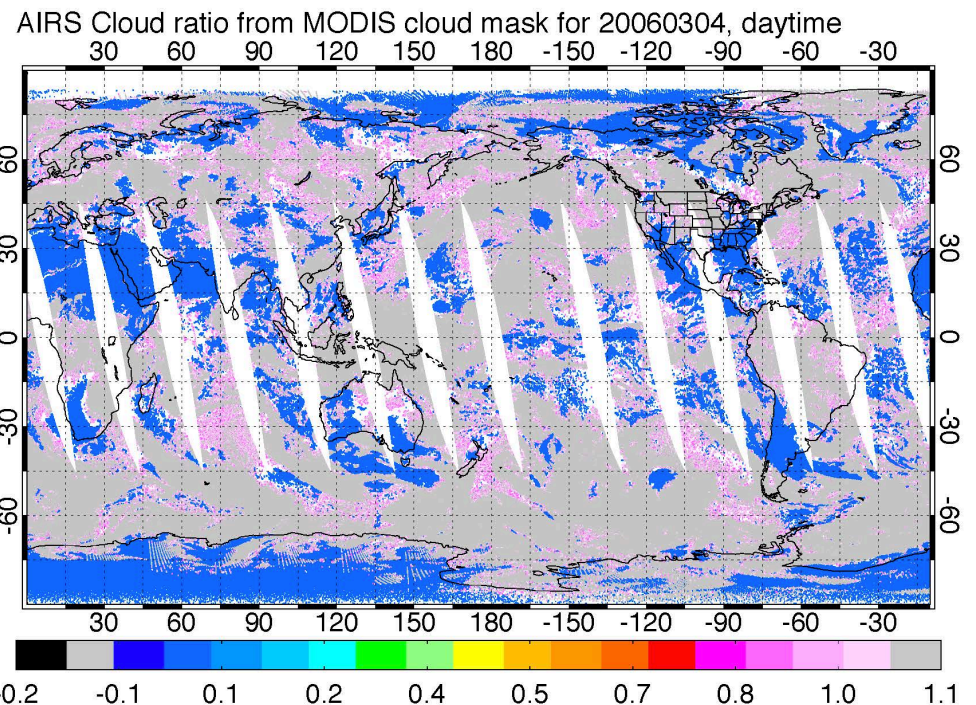 AIRS Cloud ratio from MODIS cloud mask for 20060304, daytime
30 60 90 120 150 180 -150 -120 -90 -60 -30
60 60
30 30
0 0
-30 -30
-60 -60
30 60 90 120 150 180 -150 -120 -90 -60 -30
0.2 -0.1 0.1 0.2 0.4 0.5 0.7 0.8 1.0 1.1